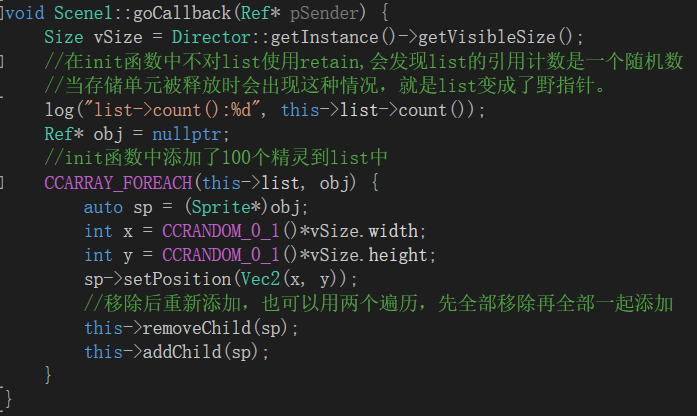 void Scene1::goCallback(Ref* pSender) {
    Size vSize = Director::getInstance()->getVisibleSize();
    //在init函数中不对list使用retain,会发现list的引用计数是一个随机数
    //当存储单元被释放时会出现这种情况，就是list变成了野指针。
    log("list->count():%d", this->list->count());
    Ref* obj = nullptr;
    //init函数中添加了100个精灵到list中
    CCARRAY_FOREACH(this->list, obj) {
        auto sp = (Sprite*)obj;
        int x = CCRANDOM_0_1()*vSize.width;
        int y = CCRANDOM_0_1()*vSize.height;
        sp->setPosition(Vec2(x, y));
        //移除后重新添加，也可以用两个遍历，先全部移除再全部一起添加
        this->removeChild(sp);
        this->addChild(sp);
    }
}